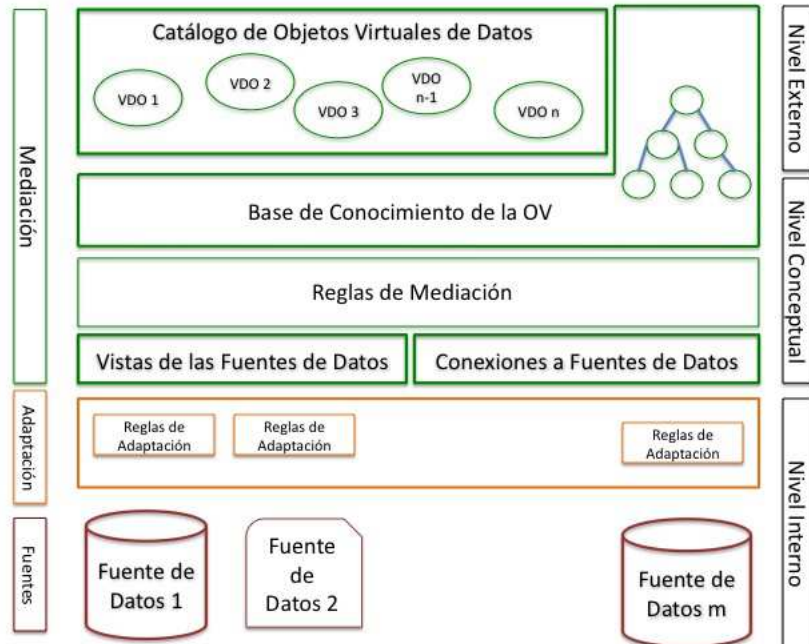 Catálogo de Objetos Virtuales de Datos
VDO 1
VDO 2
VDO 3
VDO
n-1
VDO n
Base de Conocimiento de la OV
Reglas de Mediación
Vistas de las Fuentes de Datos
Conexiones a Fuentes de Datos
Reglas de
Adaptación
Reglas de
Adaptación
Reglas de
Adaptación
Fuente de
Datos 1
Fuente
de
Datos 2
Fuente de
Datos m
Mediación
Adaptación
Fuentes
Nivel Externo
Nivel Conceptual
Nivel Interno